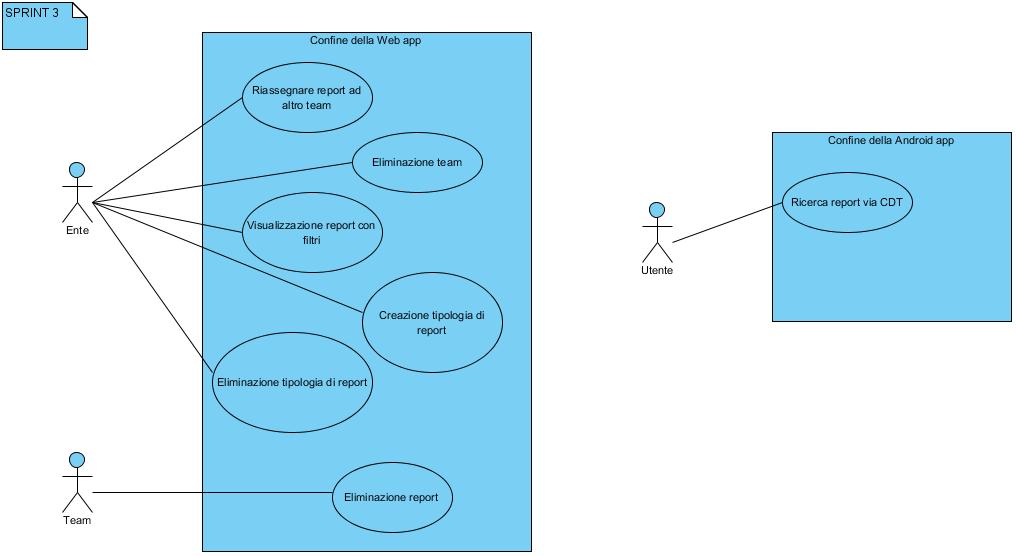 SPRINT 3
Confine della Web app
Riassegnare report ad
altro team
Eliminazione team
Ente
Visualizzazione report con
filtri
Creazione tipologia di
report
Eliminazione tipologia di report
Team
Eliminazione report
Confine della Android app
Ricerca report via CDT
Utente